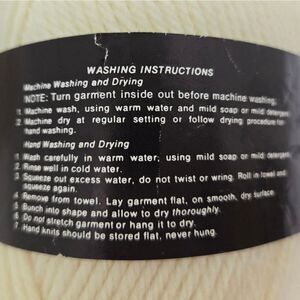 WASHING INSTRUCTIONS
Machine Washing and Drying
NOTE: Turn garment inside out before machine washing.
1. Machine wash, using warm water and mild soap or mild detergent.
2. Machine dry at regular setting or follow drying procedure for
hand washing.
Hand Washing and Drying
1. Wash carefully in warm water; using mild soap or mild detergent.
2. Rinse well in cold water.
3. Squeeze out excess water, do not twist or wring. Roll in towel and
squeeze again.
4. Remove from towel. Lay garment flat, on smooth, dry surface.
5. Bunch into shape and allow to dry thoroughly.
6. Do not stretch garment or hang it to dry.
7. Hand knits should be stored flat, never hung.